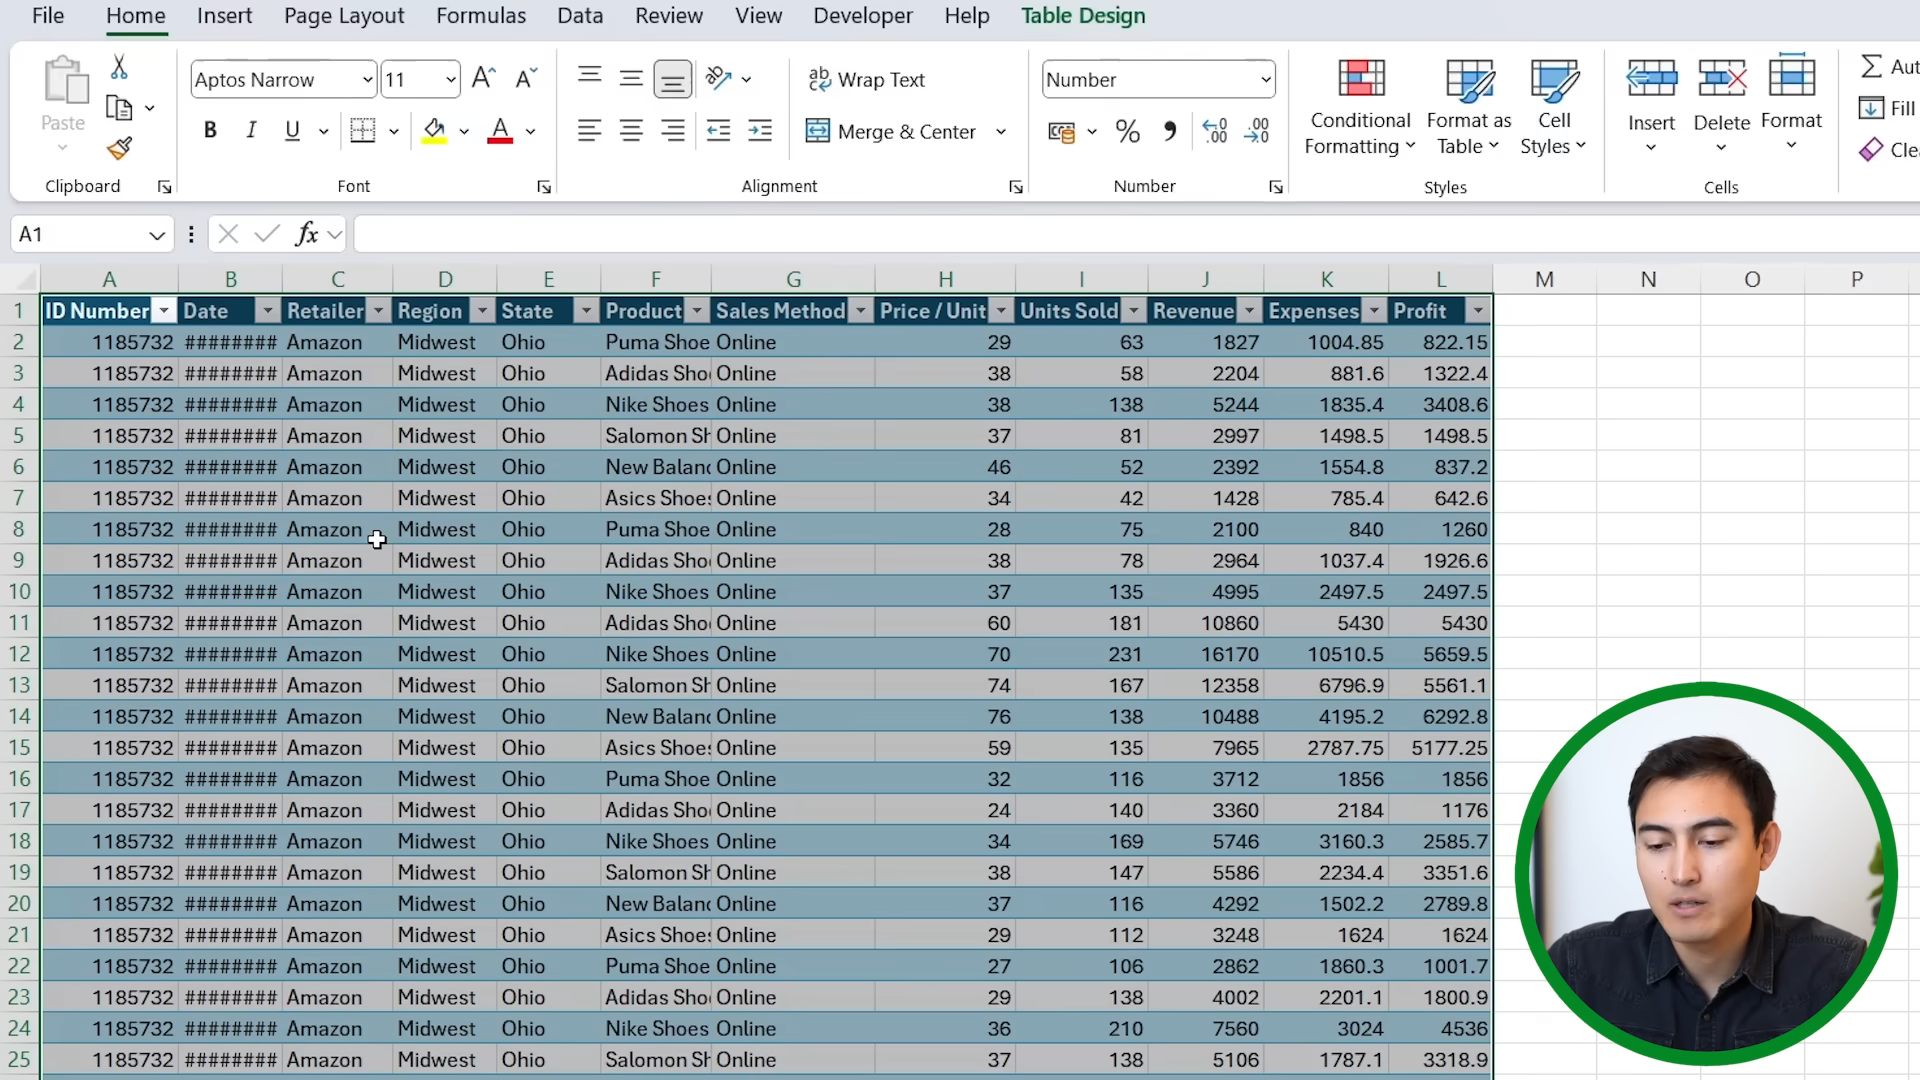 File Home Insert Page Layout Formulas Data Review View Developer Help Table Design
Aptos Narrow 11 Wrap Text Number Aut
Paste B I U Merge & Center % Conditional Formatting Format as Table Cell Styles Insert Delete Format Fill
Clea
Clipboard Font Alignment Number Styles Cells
A1 fx
A B C D E F G H I J K L M N O P
1 ID Number Date Retailer Region State Product Sales Method Price / Unit Units Sold Revenue Expenses Profit
2 1185732 ######## Amazon Midwest Ohio Puma Shoe Online 29 63 1827 1004.85 822.15
3 1185732 ######## Amazon Midwest Ohio Adidas Sho Online 38 58 2204 881.6 1322.4
4 1185732 ######## Amazon Midwest Ohio Nike Shoes Online 38 138 5244 1835.4 3408.6
5 1185732 ######## Amazon Midwest Ohio Salomon Sh Online 37 81 2997 1498.5 1498.5
6 1185732 ######## Amazon Midwest Ohio New Balanc Online 46 52 2392 1554.8 837.2
7 1185732 ######## Amazon Midwest Ohio Asics Shoes Online 34 42 1428 785.4 642.6
8 1185732 ######## Amazon Midwest Ohio Puma Shoe Online 28 75 2100 840 1260
9 1185732 ######## Amazon Midwest Ohio Adidas Sho Online 38 78 2964 1037.4 1926.6
10 1185732 ######## Amazon Midwest Ohio Nike Shoes Online 37 135 4995 2497.5 2497.5
11 1185732 ######## Amazon Midwest Ohio Adidas Sho Online 60 181 10860 5430 5430
12 1185732 ######## Amazon Midwest Ohio Nike Shoes Online 70 231 16170 10510.5 5659.5
13 1185732 ######## Amazon Midwest Ohio Salomon Sh Online 74 167 12358 6796.9 5561.1
14 1185732 ######## Amazon Midwest Ohio New Balanc Online 76 138 10488 4195.2 6292.8
15 1185732 ######## Amazon Midwest Ohio Asics Shoes Online 59 135 7965 2787.75 5177.25
16 1185732 ######## Amazon Midwest Ohio Puma Shoe Online 32 116 3712 1856 1856
17 1185732 ######## Amazon Midwest Ohio Adidas Sho Online 24 140 3360 2184 1176
18 1185732 ######## Amazon Midwest Ohio Nike Shoes Online 34 169 5746 3160.3 2585.7
19 1185732 ######## Amazon Midwest Ohio Salomon Sh Online 38 147 5586 2234.4 3351.6
20 1185732 ######## Amazon Midwest Ohio New Balanc Online 37 116 4292 1502.2 2789.8
21 1185732 ######## Amazon Midwest Ohio Asics Shoes Online 29 112 3248 1624 1624
22 1185732 ######## Amazon Midwest Ohio Puma Shoe Online 27 106 2862 1860.3 1001.7
23 1185732 ######## Amazon Midwest Ohio Adidas Sho Online 29 138 4002 2201.1 1800.9
24 1185732 ######## Amazon Midwest Ohio Nike Shoes Online 36 210 7560 3024 4536
25 1185732 ######## Amazon Midwest Ohio Salomon Sh Online 37 138 5106 1787.1 3318.9